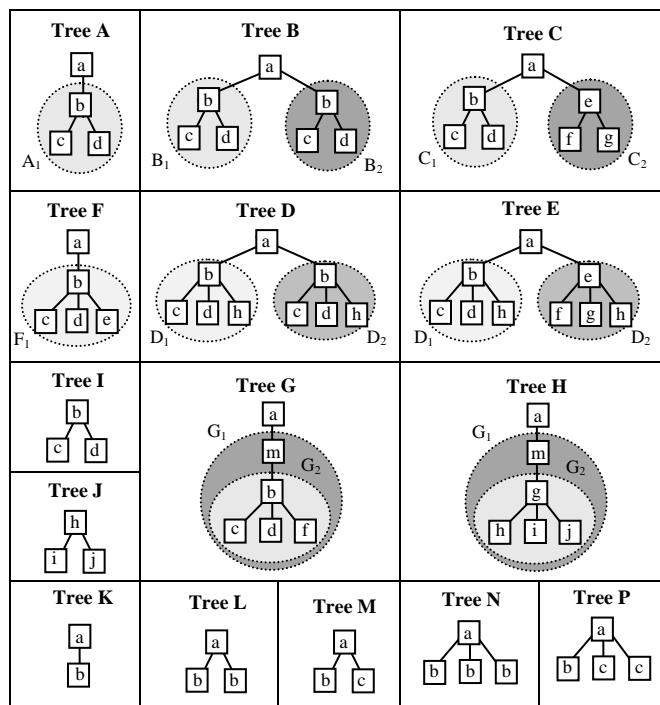 Tree A
a
b
c d
A1
Tree B
a
b b
c d c d
B1 B2
Tree C
a
b e
c d f g
C1 C2
Tree F
a
b
c d e
F1
Tree D
a
b b
c d h c d h
D1 D2
Tree E
a
b e
c d h f g h
D1 D2
Tree I
b
c d
Tree J
h
i j
Tree G
a
G1
m
G2
b
c d f
Tree H
a
G1
m
G2
g
h i j
Tree K
a
b
Tree L
a
b b
Tree M
a
b c
Tree N
a
b b b
Tree P
a
b c c